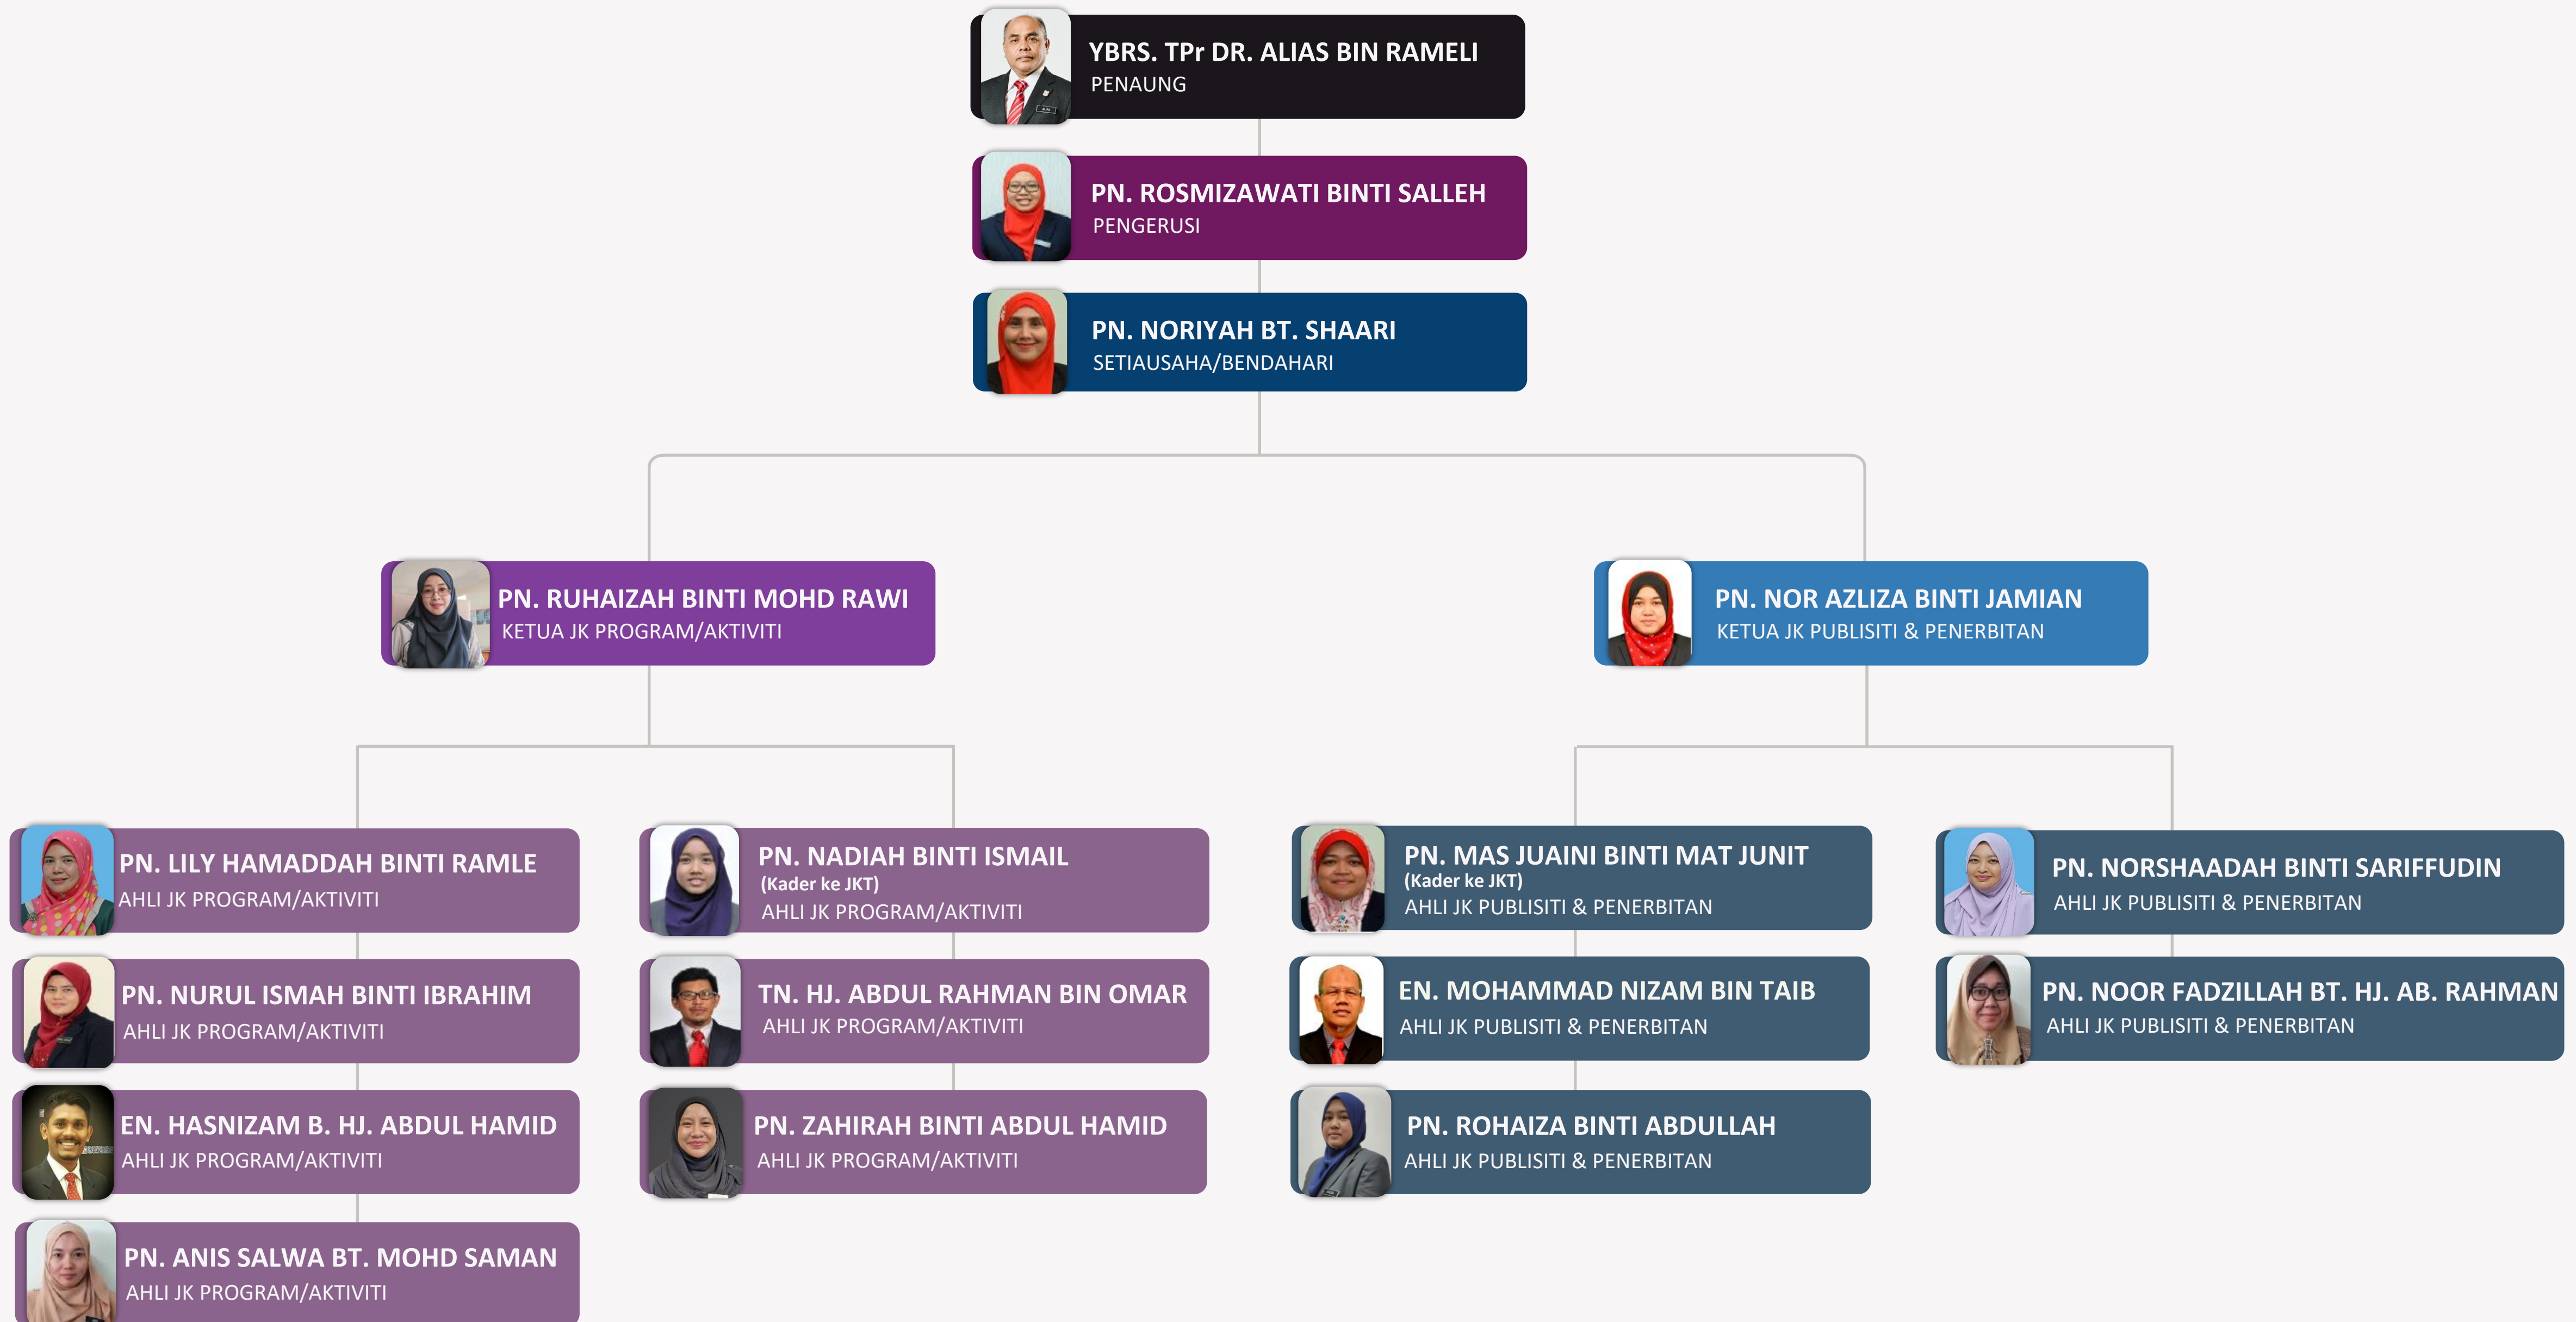 YBRS. TPr DR. ALIAS BIN RAMELI
PENAUNG
PN. ROSMIZAWATI BINTI SALLEH
PENGERUSI
PN. NORIYAH BT. SHAARI
SETIAUSAHA/BENDAHARI
PN. RUHAIZAH BINTI MOHD RAWI
KETUA JK PROGRAM/AKTIVITI
PN. NOR AZLIZA BINTI JAMIAN
KETUA JK PUBLISITI & PENERBITAN
PN. LILY HAMADDAH BINTI RAMLE
AHLI JK PROGRAM/AKTIVITI
PN. NURUL ISMAH BINTI IBRAHIM
AHLI JK PROGRAM/AKTIVITI
EN. HASNIZAM B. HJ. ABDUL HAMID
AHLI JK PROGRAM/AKTIVITI
PN. ANIS SALWA BT. MOHD SAMAN
AHLI JK PROGRAM/AKTIVITI
PN. NADIAH BINTI ISMAIL
(Kader ke JKT)
AHLI JK PROGRAM/AKTIVITI
TN. HJ. ABDUL RAHMAN BIN OMAR
AHLI JK PROGRAM/AKTIVITI
PN. ZAHIRAH BINTI ABDUL HAMID
AHLI JK PROGRAM/AKTIVITI
PN. MAS JUAINI BINTI MAT JUNIT
(Kader ke JKT)
AHLI JK PUBLISITI & PENERBITAN
EN. MOHAMMAD NIZAM BIN TAIB
AHLI JK PUBLISITI & PENERBITAN
PN. ROHAIZA BINTI ABDULLAH
AHLI JK PUBLISITI & PENERBITAN
PN. NORSHAADAH BINTI SARIFFUDIN
AHLI JK PUBLISITI & PENERBITAN
PN. NOOR FADZILLAH BT. HJ. AB. RAHMAN
AHLI JK PUBLISITI & PENERBITAN